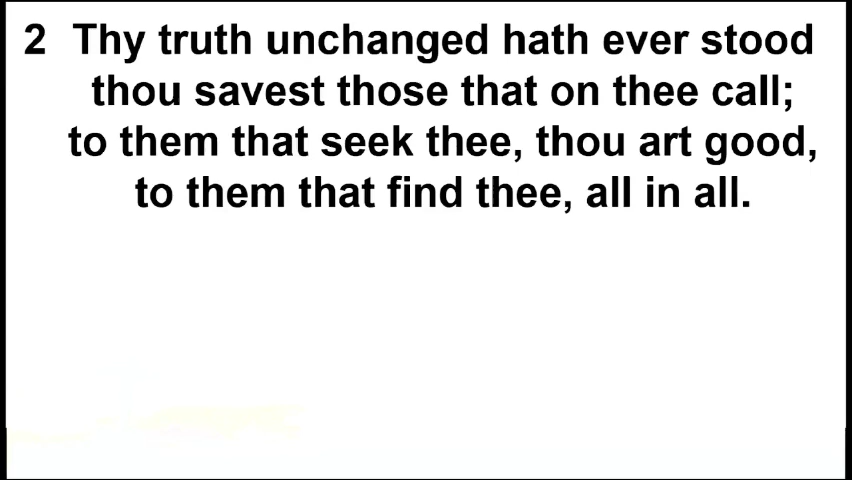 2 Thy truth unchanged hath ever stood
thou savest those that on thee call;
to them that seek thee, thou art good,
to them that find thee, all in all.